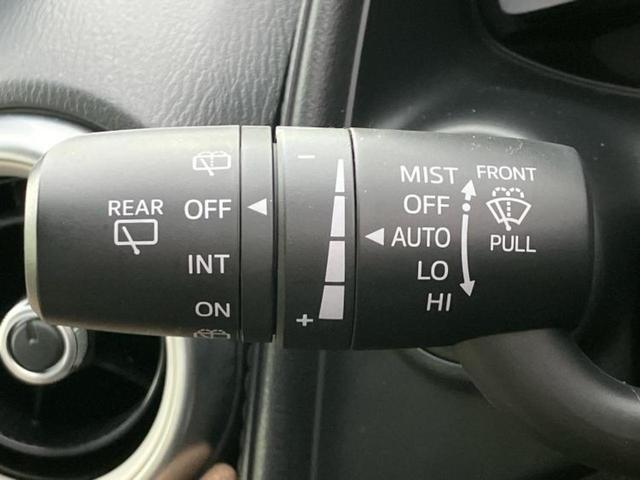 REAR
OFF
INT
ON
−
+
MIST
OFF
AUTO
LO
HI
FRONT
PULL